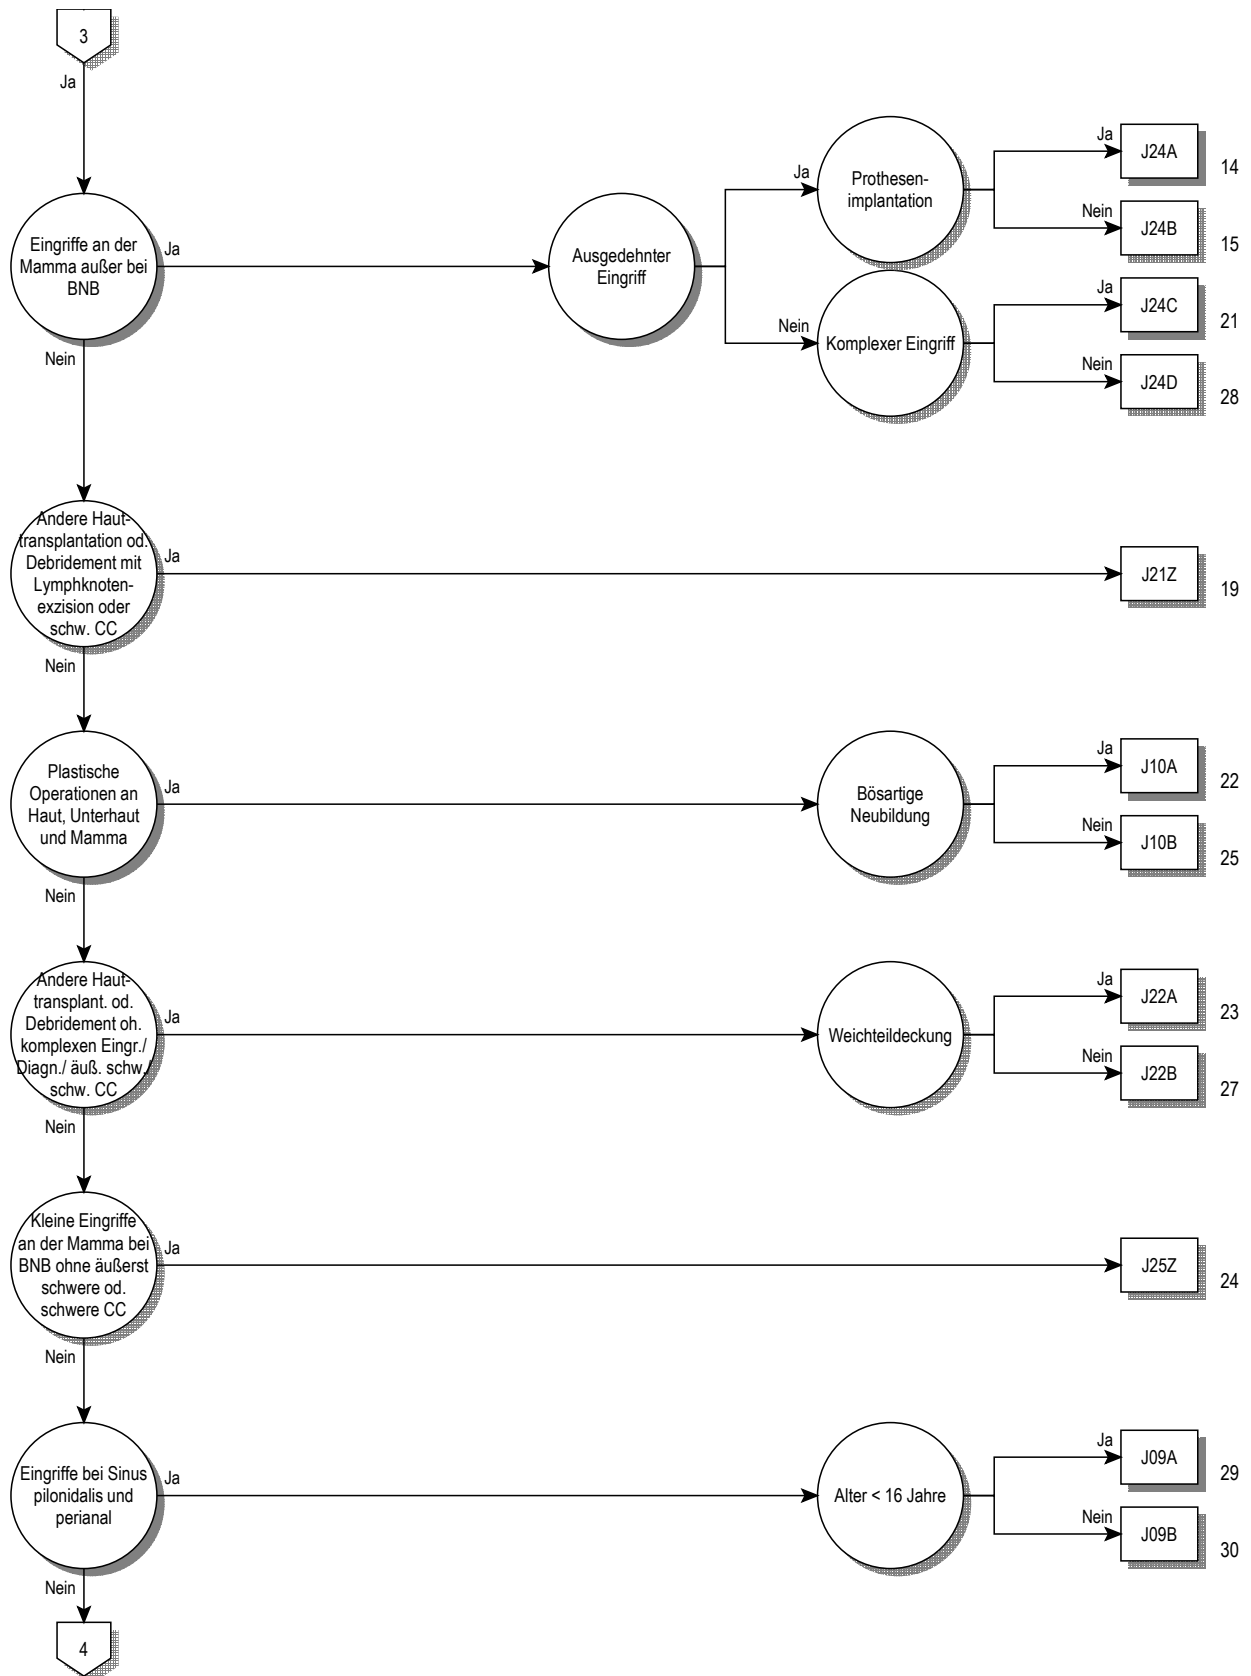 3
Ja
Eingriffe an der
Mamma außer bei
BNB
Ja
Ausgedehnter
Eingriff
Ja
Prothesen-
implantation
Ja
J24A
14
Nein
J24B
15
Nein
Komplexer Eingriff
Ja
J24C
21
Nein
J24D
28
Nein
Andere Haut-
transplantation od.
Debridement mit
Lymphknoten-
exzision oder
schw. CC
Ja
J21Z
19
Nein
Plastische
Operationen an
Haut, Unterhaut
und Mamma
Ja
Bösartige
Neubildung
Ja
J10A
22
Nein
J10B
25
Nein
Andere Haut-
transplant. od.
Debridement oh.
komplexen Eingr./
Diagn./ äuß. schw./
schw. CC
Ja
Weichteildeckung
Ja
J22A
23
Nein
J22B
27
Nein
Kleine Eingriffe
an der Mamma bei
BNB ohne äußerst
schwere od.
schwere CC
Ja
J25Z
24
Nein
Eingriffe bei Sinus
pilonidalis und
perianal
Ja
Alter < 16 Jahre
Ja
J09A
29
Nein
J09B
30
Nein
4